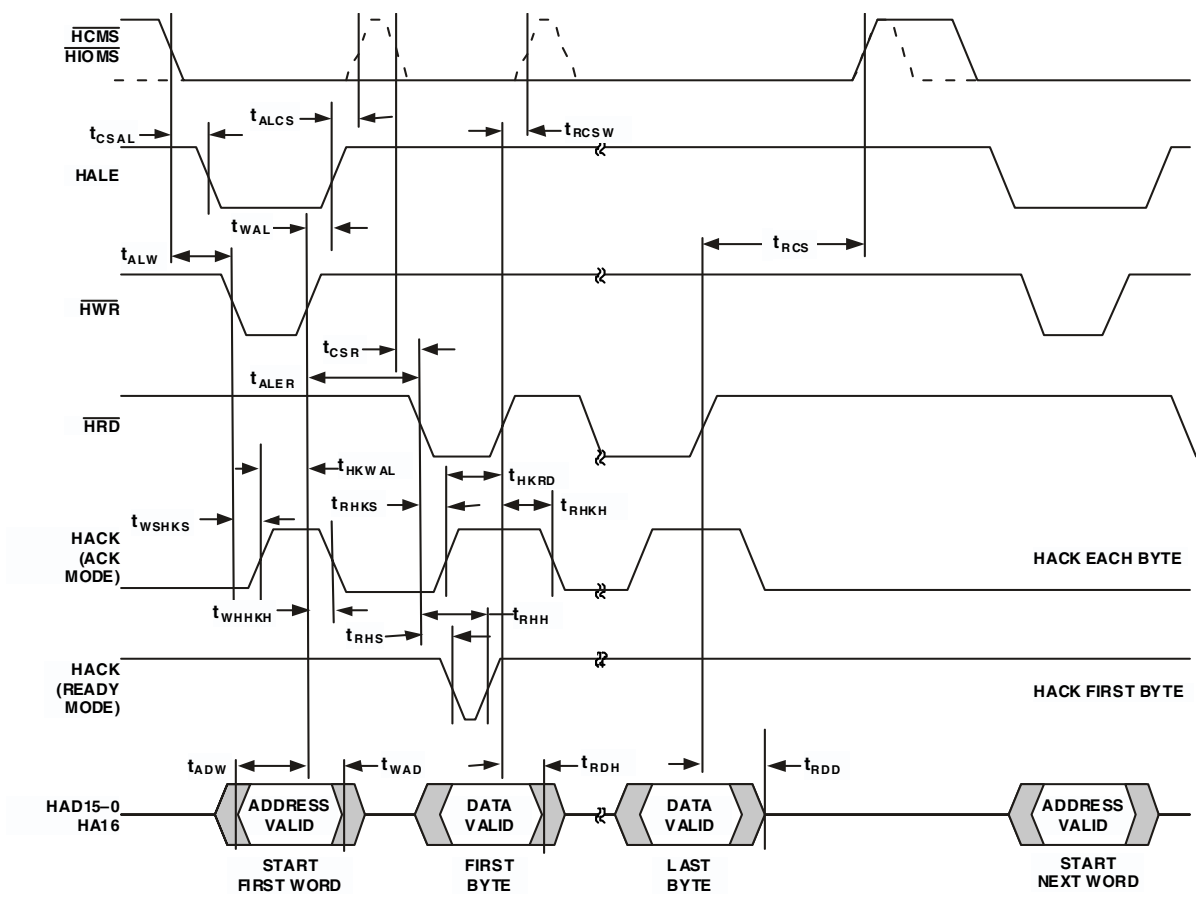 HCMS
HIOMS
tALCS
tCSAL
tRCSW
HALE
tWAL
tRCS
tALW
HWR
tCSR
tALER
HRD
tHKWAL
tHKRD
tRHKS
tRHKH
tWSHKS
HACK
(ACK
MODE)
HACK EACH BYTE
tWHHKH
tRHH
tRHS
HACK
(READY
MODE)
HACK FIRST BYTE
tADW
tWAD
tRDH
tRDD
HAD15–0
HA16
ADDRESS
VALID
DATA
VALID
DATA
VALID
ADDRESS
VALID
START
FIRST WORD
FIRST
BYTE
LAST
BYTE
START
NEXT WORD